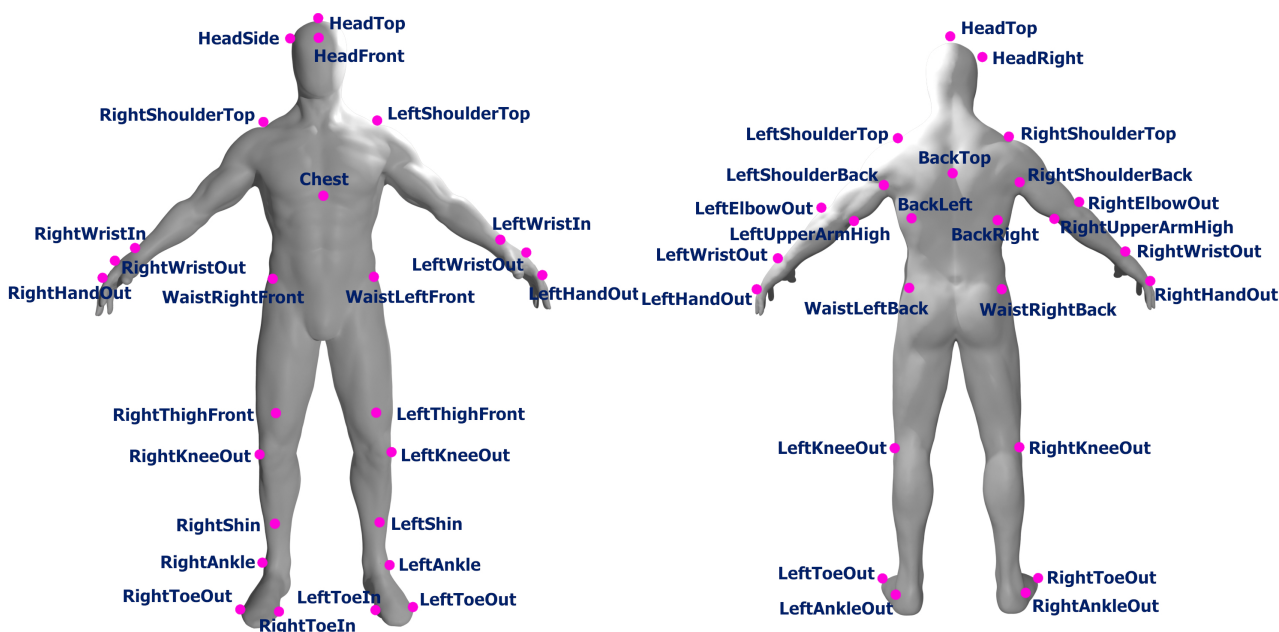 HeadTop
HeadSide
HeadFront
RightShoulderTop
LeftShoulderTop
Chest
RightWristIn
LeftWristIn
RightWristOut
LeftWristOut
RightHandOut
WaistRightFront
WaistLeftFront
LeftHandOut
RightThighFront
LeftThighFront
RightKneeOut
LeftKneeOut
RightShin
LeftShin
RightAnkle
LeftAnkle
RightToeOut
LeftToeIn
LeftToeOut
RightToeIn
HeadTop
HeadRight
LeftShoulderTop
RightShoulderTop
BackTop
LeftShoulderBack
RightShoulderBack
LeftElbowOut
BackLeft
RightElbowOut
LeftUpperArmHigh
BackRight
RightUpperArmHigh
LeftWristOut
RightWristOut
LeftHandOut
RightHandOut
WaistLeftBack
WaistRightBack
LeftKneeOut
RightKneeOut
LeftToeOut
RightToeOut
LeftAnkleOut
RightAnkleOut